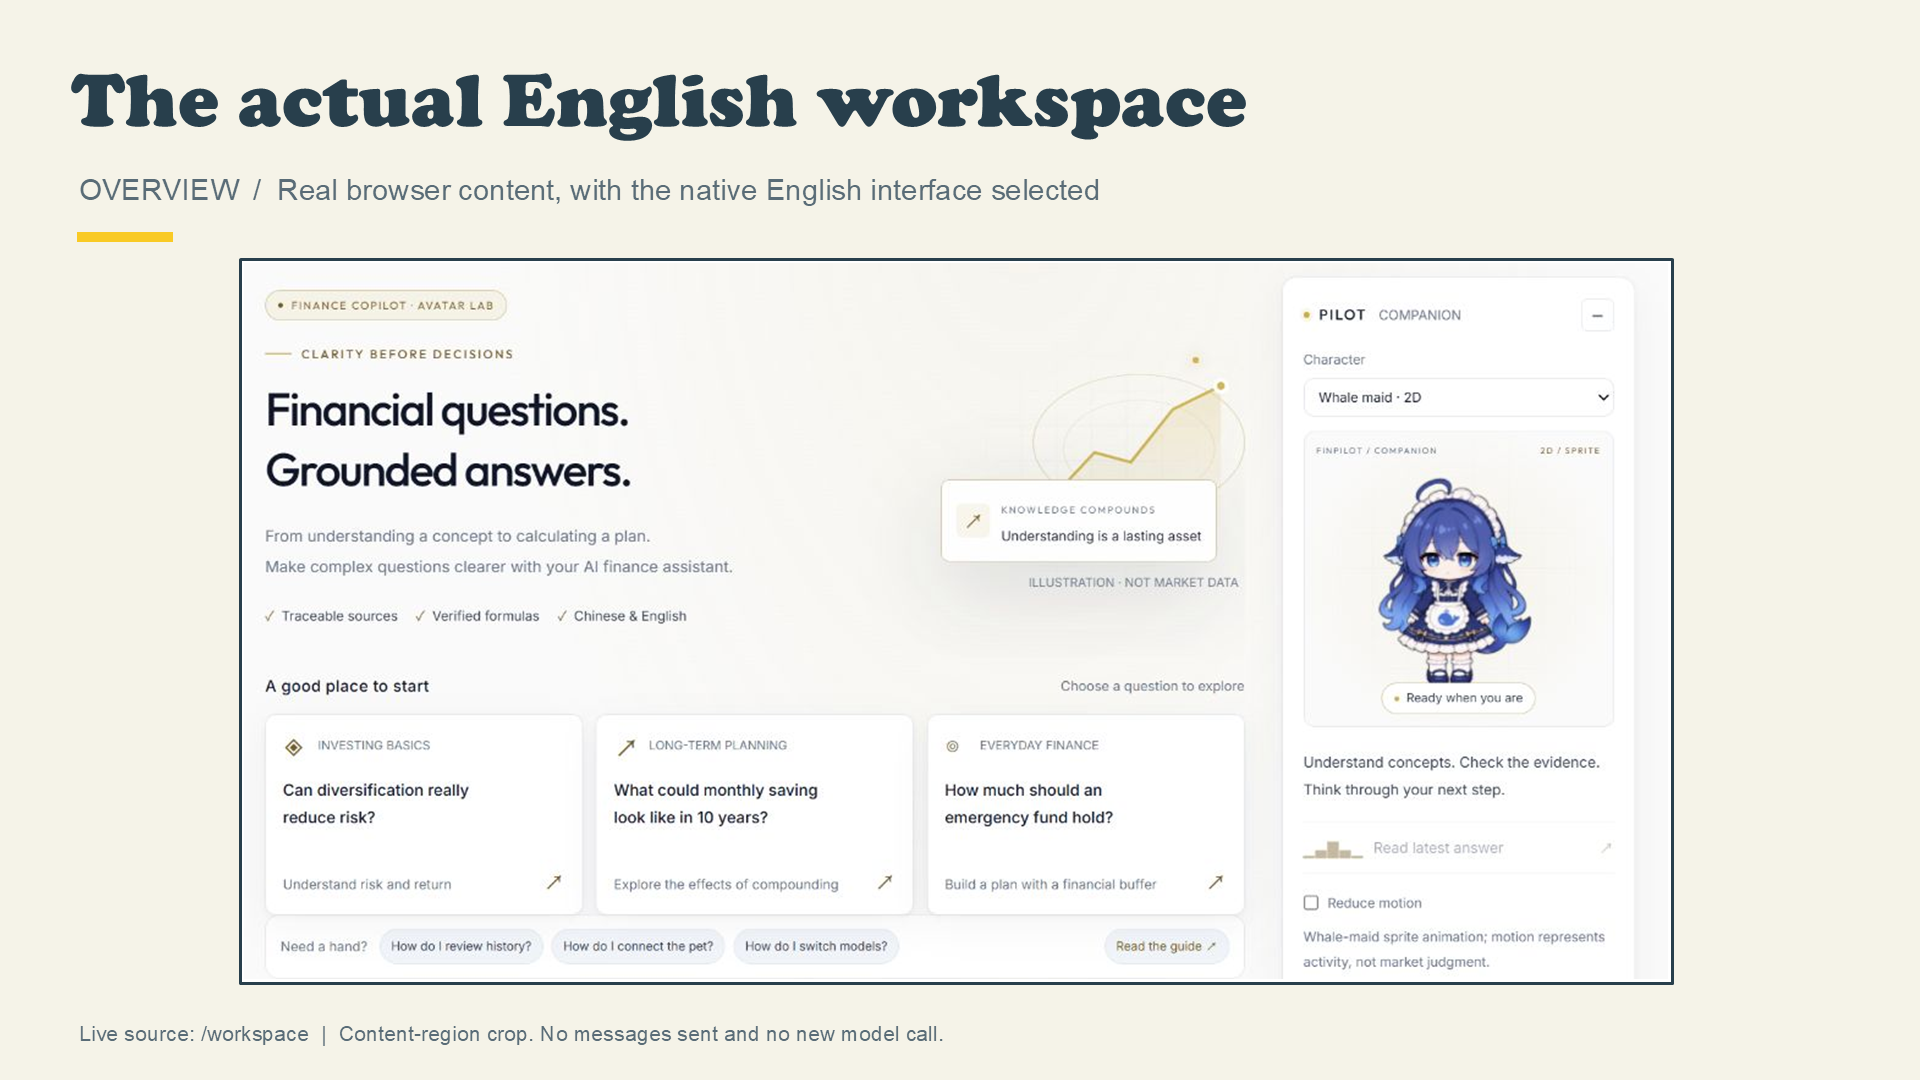 The actual English workspace
OVERVIEW / Real browser content, with the native English interface selected
• FINANCE COPILOT · AVATAR LAB
CLARITY BEFORE DECISIONS
Financial questions.
Grounded answers.
From understanding a concept to calculating a plan.
Make complex questions clearer with your AI finance assistant.
✓ Traceable sources ✓ Verified formulas ✓ Chinese & English
KNOWLEDGE COMPOUNDS
Understanding is a lasting asset
ILLUSTRATION · NOT MARKET DATA
A good place to start
Choose a question to explore
INVESTING BASICS
Can diversification really
reduce risk?
Understand risk and return
LONG-TERM PLANNING
What could monthly saving
look like in 10 years?
Explore the effects of compounding
EVERYDAY FINANCE
How much should an
emergency fund hold?
Build a plan with a financial buffer
Need a hand? How do I review history? How do I connect the pet? How do I switch models? Read the guide ↗
PILOT COMPANION
Character
Whale maid · 2D
FINPILOT / COMPANION 2D / SPRITE
Ready when you are
Understand concepts. Check the evidence.
Think through your next step.
Read latest answer ↗
Reduce motion
Whale-maid sprite animation; motion represents
activity, not market judgment.
Live source: /workspace | Content-region crop. No messages sent and no new model call.